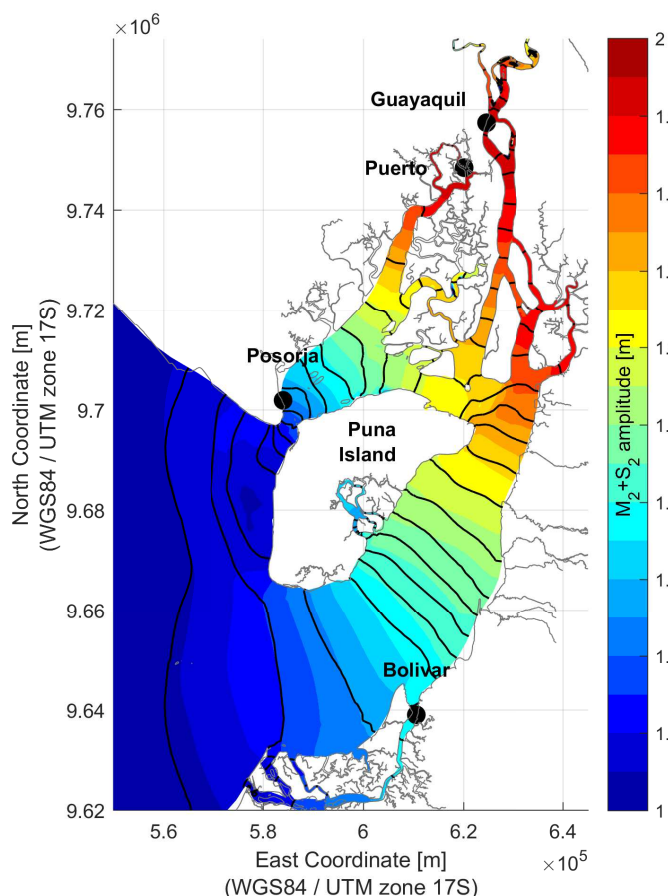 ×10⁶
9.76
9.74
9.72
9.7
9.68
9.66
9.64
9.62
North Coordinate [m]
(WGS84 / UTM zone 17S)
Guayaquil
Puerto
Posorja
Puna
Island
Bolivar
5.6
5.8
6
6.2
6.4
×10⁵
East Coordinate [m]
(WGS84 / UTM zone 17S)
2
1.
1.
1.
1.
1.
1.
1.
1.
1.
1
M₂+S₂ amplitude [m]